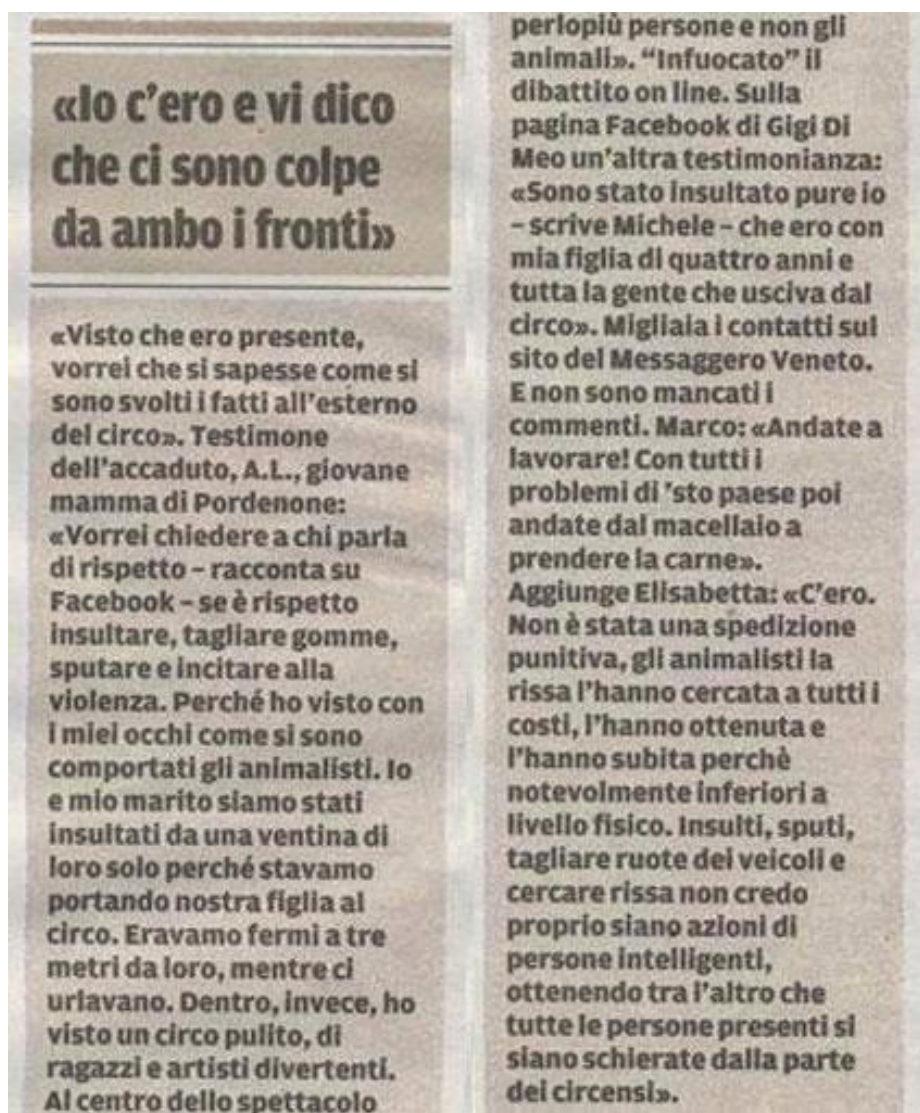 «Io c'ero e vi dico
che ci sono colpe
da ambo i fronti»
«Visto che ero presente,
vorrei che si sapesse come si
sono svolti i fatti all'esterno
del circo». Testimone
dell'accaduto, A.L., giovane
mamma di Pordenone:
«Vorrei chiedere a chi parla
di rispetto – racconta su
Facebook – se è rispetto
insultare, tagliare gomme,
sputare e incitare alla
violenza. Perché ho visto con
i miei occhi come si sono
comportati gli animalisti. Io
e mio marito siamo stati
insultati da una ventina di
loro solo perché stavamo
portando nostra figlia al
circo. Eravamo fermi a tre
metri da loro, mentre ci
urlavano. Dentro, invece, ho
visto un circo pulito, di
ragazzi e artisti divertenti.
Al centro dello spettacolo
perlopiù persone e non gli
animali». “Infuocato” il
dibattito on line. Sulla
pagina Facebook di Gigi Di
Meo un'altra testimonianza:
«Sono stato insultato pure io
– scrive Michele – che ero con
mia figlia di quattro anni e
tutta la gente che usciva dal
circo». Migliaia i contatti sul
sito del Messaggero Veneto.
E non sono mancati i
commenti. Marco: «Andate a
lavorare! Con tutti i
problemi di 'sto paese poi
andate dal macellaio a
prendere la carne».
Aggiunge Elisabetta: «C'ero.
Non è stata una spedizione
punitiva, gli animalisti la
rissa l'hanno cercata a tutti i
costi, l'hanno ottenuta e
l'hanno subita perchè
notevolmente inferiori a
livello fisico. Insulti, sputi,
tagliare ruote dei veicoli e
cercare rissa non credo
proprio siano azioni di
persone intelligenti,
ottenendo tra l'altro che
tutte le persone presenti si
siano schierate dalla parte
dei circensi».